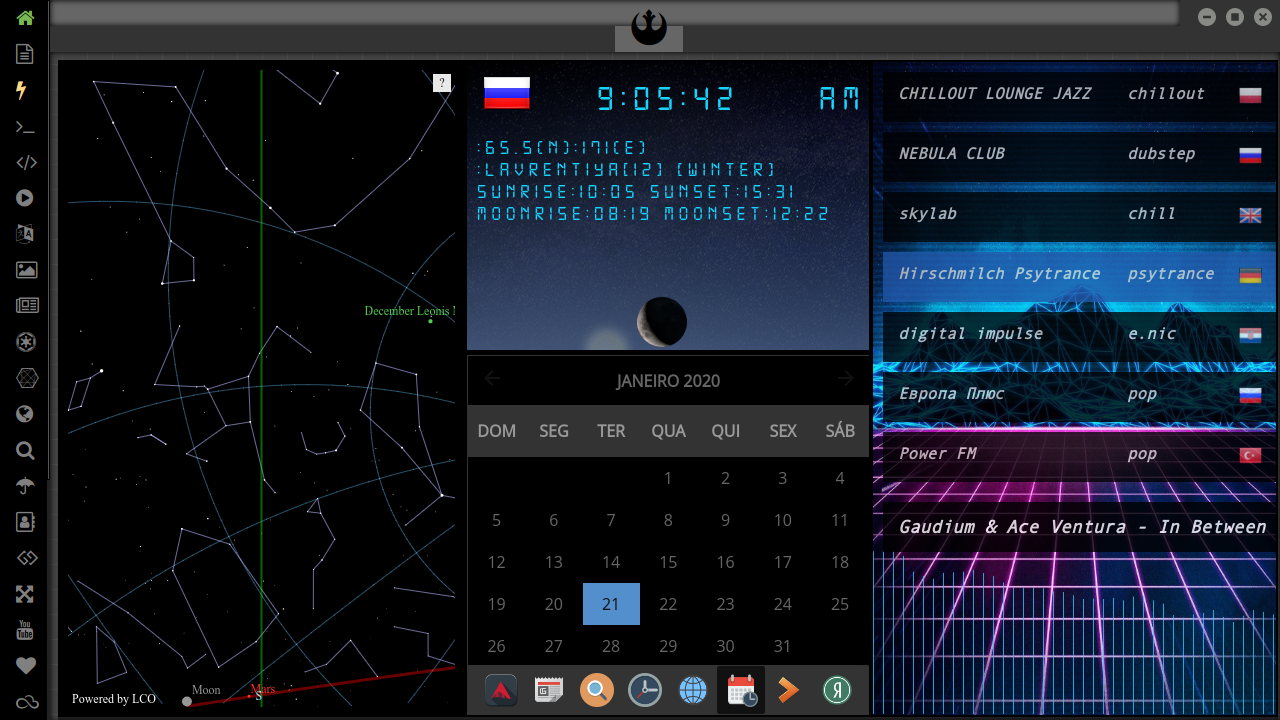 ?
December Leonis
Moon
Mars
S
Powered by LCO
9:05:42 AM
:65.5(N):171(E)
:LAVRENTIYA(12) (WINTER)
SUNRISE:10:05 SUNSET:15:31
MOONRISE:08:19 MOONSET:12:22
JANEIRO 2020
DOM SEG TER QUA QUI SEX SÁB
1 2 3 4
5 6 7 8 9 10 11
12 13 14 15 16 17 18
19 20 21 22 23 24 25
26 27 28 29 30 31
Я
CHILLOUT LOUNGE JAZZ chillout
NEBULA CLUB dubstep
skylab chill
Hirschmilch Psytrance psytrance
digital impulse e.nic
Европа Плюс pop
Power FM pop
Gaudium & Ace Ventura - In Between
You
Tube